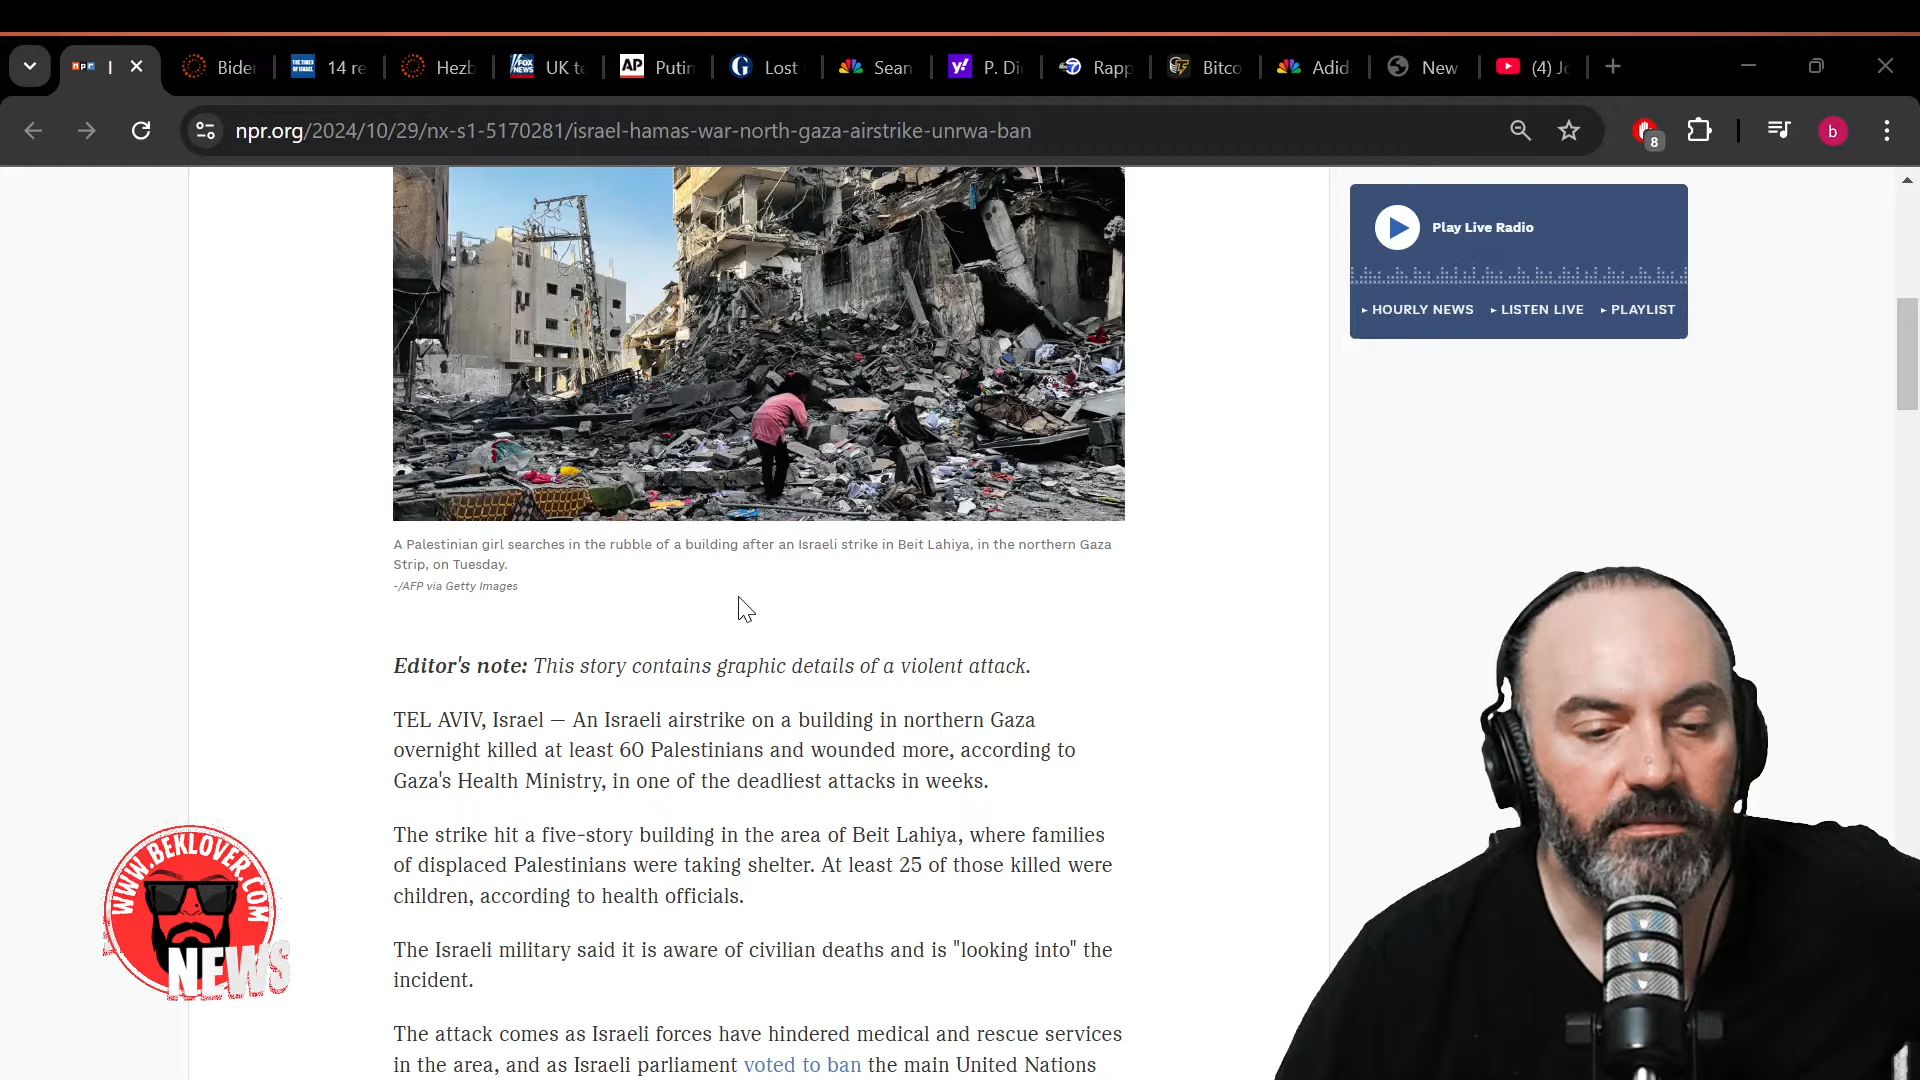 npr | Bider 14 re Hezb UK te AP Putin Lost Sean y! P. Di Rapp Bitco Adid New (4) Jo
npr.org/2024/10/29/nx-s1-5170281/israel-hamas-war-north-gaza-airstrike-unrwa-ban
8
b
Play Live Radio
HOURLY NEWS LISTEN LIVE PLAYLIST
A Palestinian girl searches in the rubble of a building after an Israeli strike in Beit Lahiya, in the northern Gaza
Strip, on Tuesday.
-/AFP via Getty Images
Editor's note: This story contains graphic details of a violent attack.
TEL AVIV, Israel — An Israeli airstrike on a building in northern Gaza
overnight killed at least 60 Palestinians and wounded more, according to
Gaza's Health Ministry, in one of the deadliest attacks in weeks.
The strike hit a five-story building in the area of Beit Lahiya, where families
of displaced Palestinians were taking shelter. At least 25 of those killed were
children, according to health officials.
The Israeli military said it is aware of civilian deaths and is "looking into" the
incident.
The attack comes as Israeli forces have hindered medical and rescue services
in the area, and as Israeli parliament voted to ban the main United Nations
WWW.BEKLOVER.COM
NEWS